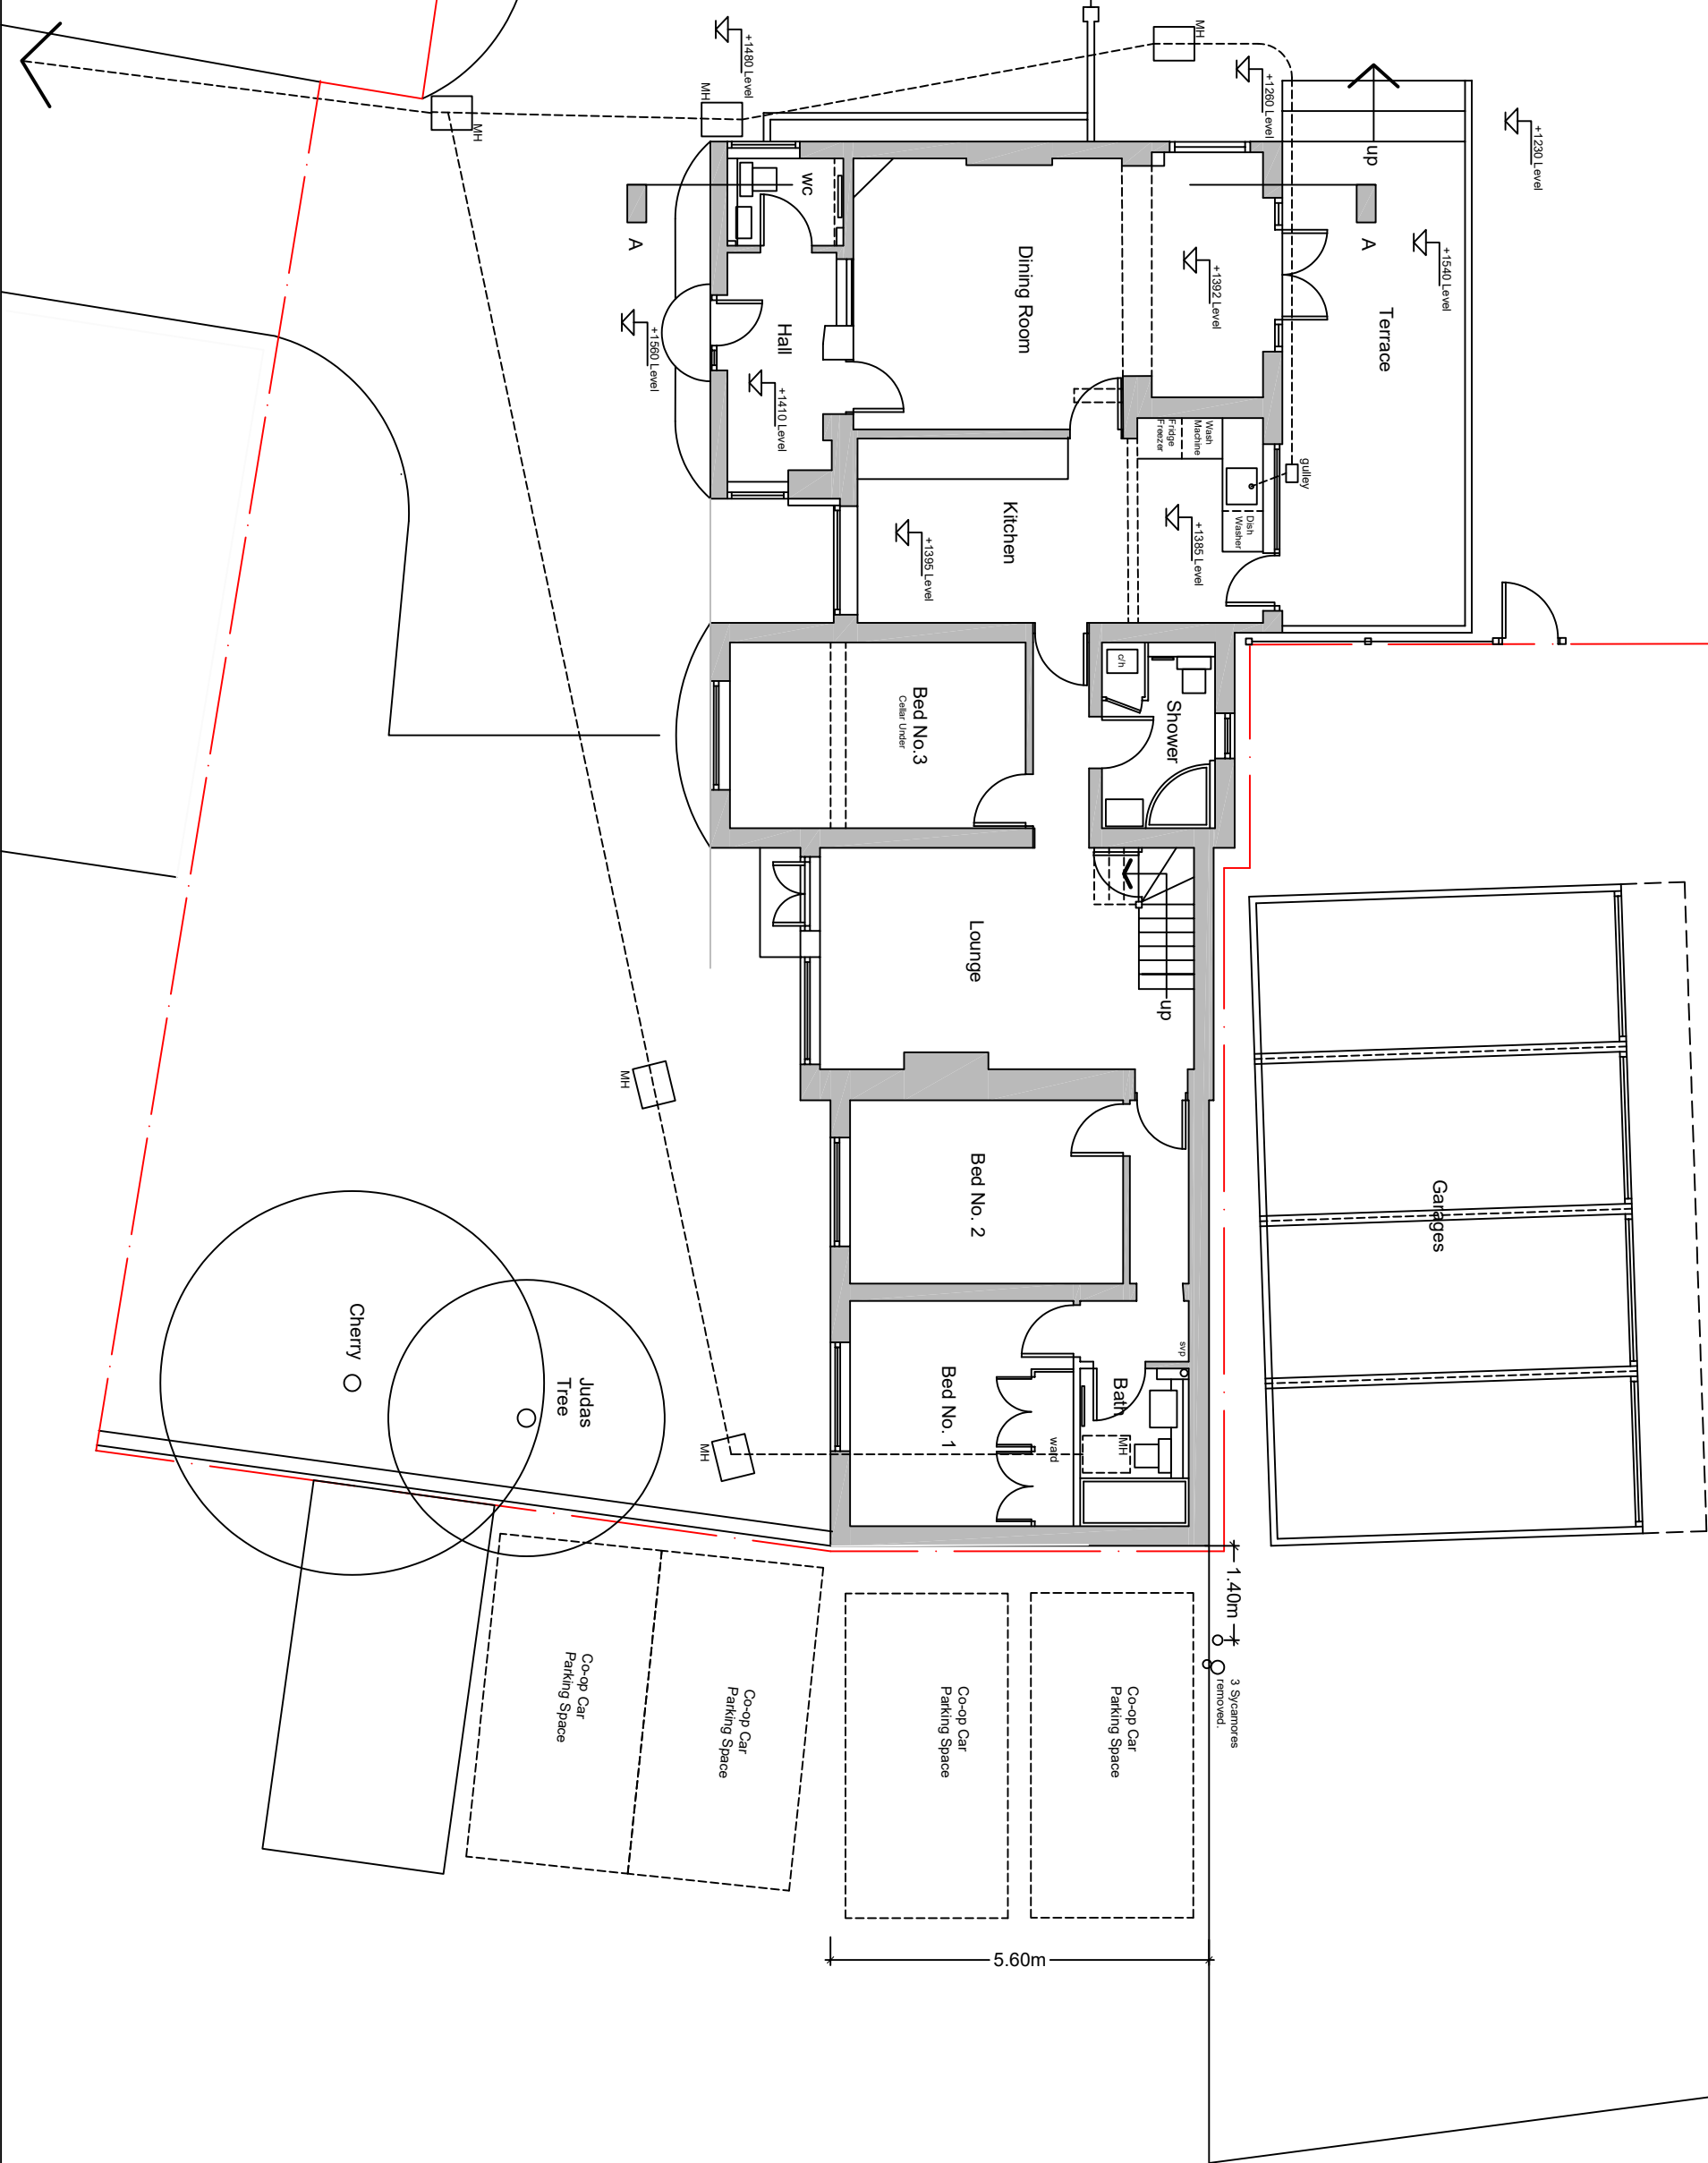 +1230 Level
+1540 Level
Terrace
up
A
+1260 Level
MH
+1480 Level
MH
MH
+1392 Level
Dining Room
wc
Hall
+1410 Level
A
+1560 Level
gulley
Wash
Machine
Fridge
Freezer
Dish
Washer
+1385 Level
Kitchen
+1395 Level
c/h
Shower
Bed No.3
Cellar Under
Lounge
up
MH
Garages
Bed No. 2
svp
Bath
MH
ward
Bed No. 1
MH
Judas
Tree
Cherry
1.40m
3 Sycamores
removed.
Co-op Car
Parking Space
Co-op Car
Parking Space
Co-op Car
Parking Space
Co-op Car
Parking Space
5.60m